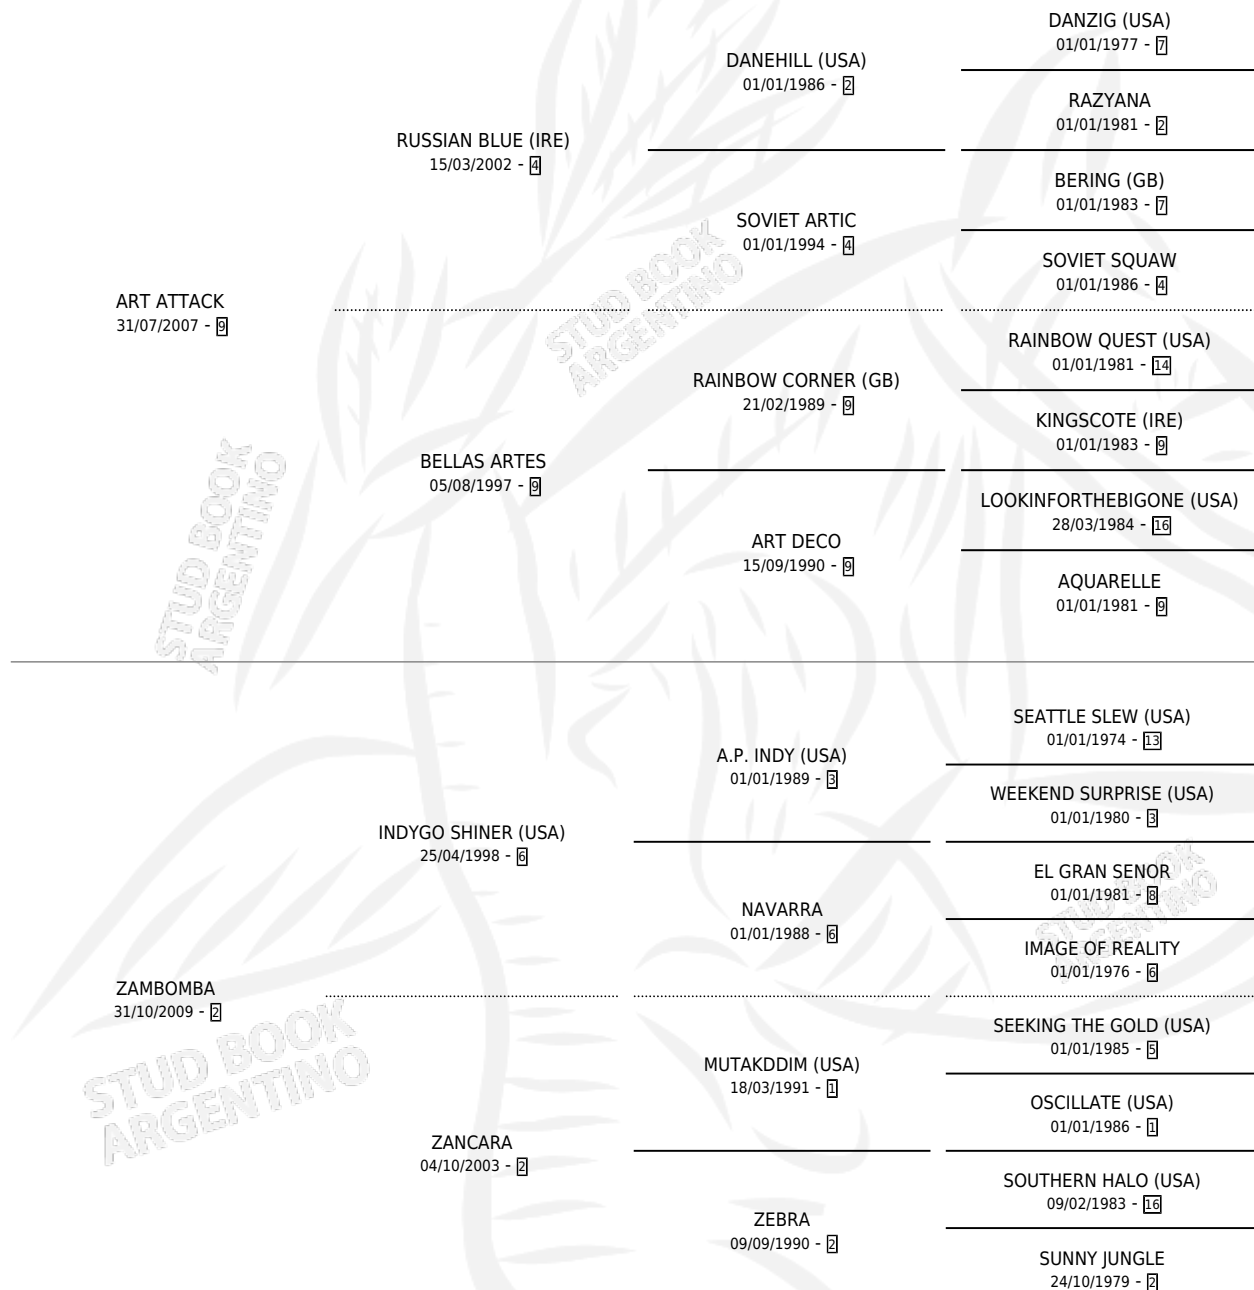 DANZIG (USA)
01/01/1977 - 7
DANEHILL (USA)
01/01/1986 - 2
RAZYANA
01/01/1981 - 2
RUSSIAN BLUE (IRE)
15/03/2002 - 4
BERING (GB)
01/01/1983 - 7
SOVIET ARTIC
01/01/1994 - 4
SOVIET SQUAW
01/01/1986 - 4
ART ATTACK
31/07/2007 - 9
RAINBOW QUEST (USA)
01/01/1981 - 14
RAINBOW CORNER (GB)
21/02/1989 - 9
KINGSCOTE (IRE)
01/01/1983 - 9
BELLAS ARTES
05/08/1997 - 9
LOOKINFORTHEBIGONE (USA)
28/03/1984 - 16
ART DECO
15/09/1990 - 9
AQUARELLE
01/01/1981 - 9
SEATTLE SLEW (USA)
01/01/1974 - 13
A.P. INDY (USA)
01/01/1989 - 3
WEEKEND SURPRISE (USA)
01/01/1980 - 3
INDYGO SHINER (USA)
25/04/1998 - 6
EL GRAN SENOR
01/01/1981 - 8
NAVARRA
01/01/1988 - 6
IMAGE OF REALITY
01/01/1976 - 6
ZAMBOMBA
31/10/2009 - 2
SEEKING THE GOLD (USA)
01/01/1985 - 5
MUTAKDDIM (USA)
18/03/1991 - 1
OSCILLATE (USA)
01/01/1986 - 1
ZANCARA
04/10/2003 - 2
SOUTHERN HALO (USA)
09/02/1983 - 16
ZEBRA
09/09/1990 - 2
SUNNY JUNGLE
24/10/1979 - 2
STUD BOOK
ARGENTINO
STUD BOOK
ARGENTINO
STUD BOOK
ARGENTINO
STUD BOOK
ARGENTINO